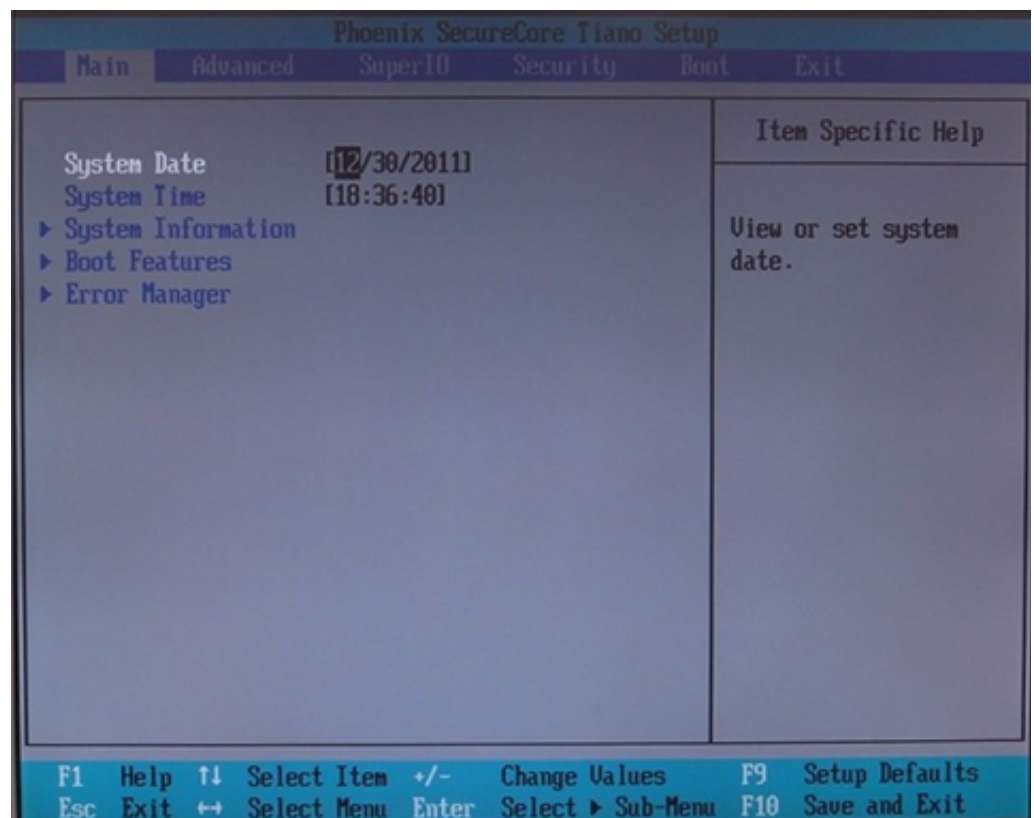 Phoenix SecureCore Tiano Setup
Main Advanced SuperIO Security Boot Exit
Item Specific Help
System Date [12/30/2011]
System Time [18:36:40]
▶ System Information
▶ Boot Features
▶ Error Manager
View or set system
date.
F1 Help ↑↓ Select Item +/- Change Values F9 Setup Defaults
Esc Exit ↔ Select Menu Enter Select ▶ Sub-Menu F10 Save and Exit